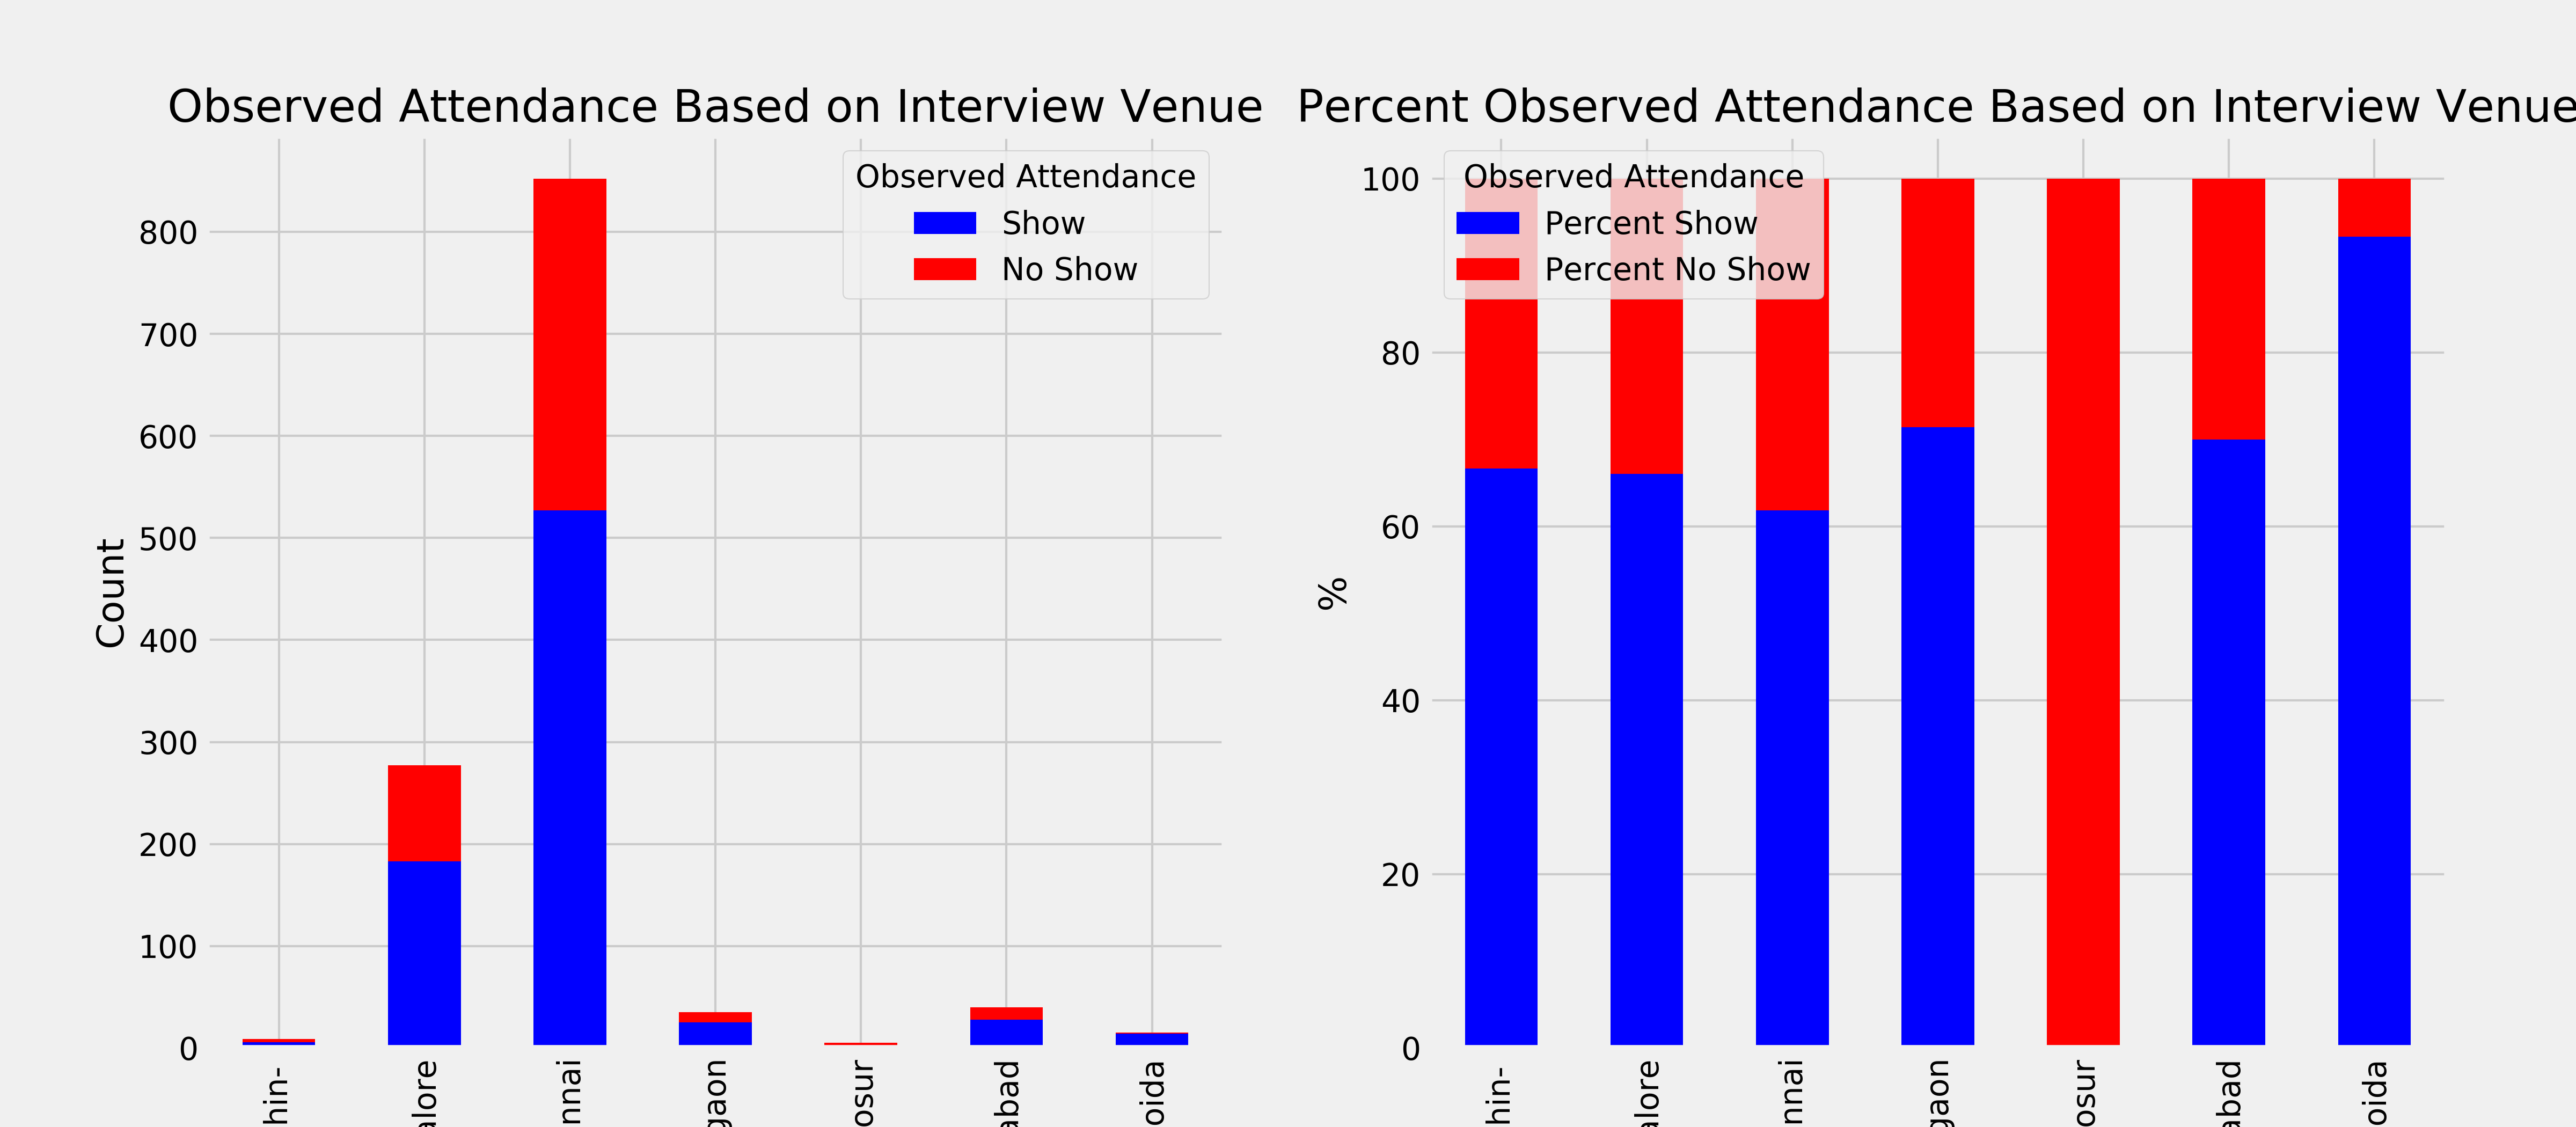 Observed Attendance Based on Interview Venue
Observed Attendance
Show
No Show
Count
800
700
600
500
400
300
200
100
0
hin-
alore
nnai
gaon
osur
abad
oida
Percent Observed Attendance Based on Interview Venue
Observed Attendance
Percent Show
Percent No Show
%
100
80
60
40
20
0
hin-
alore
nnai
gaon
osur
abad
oida